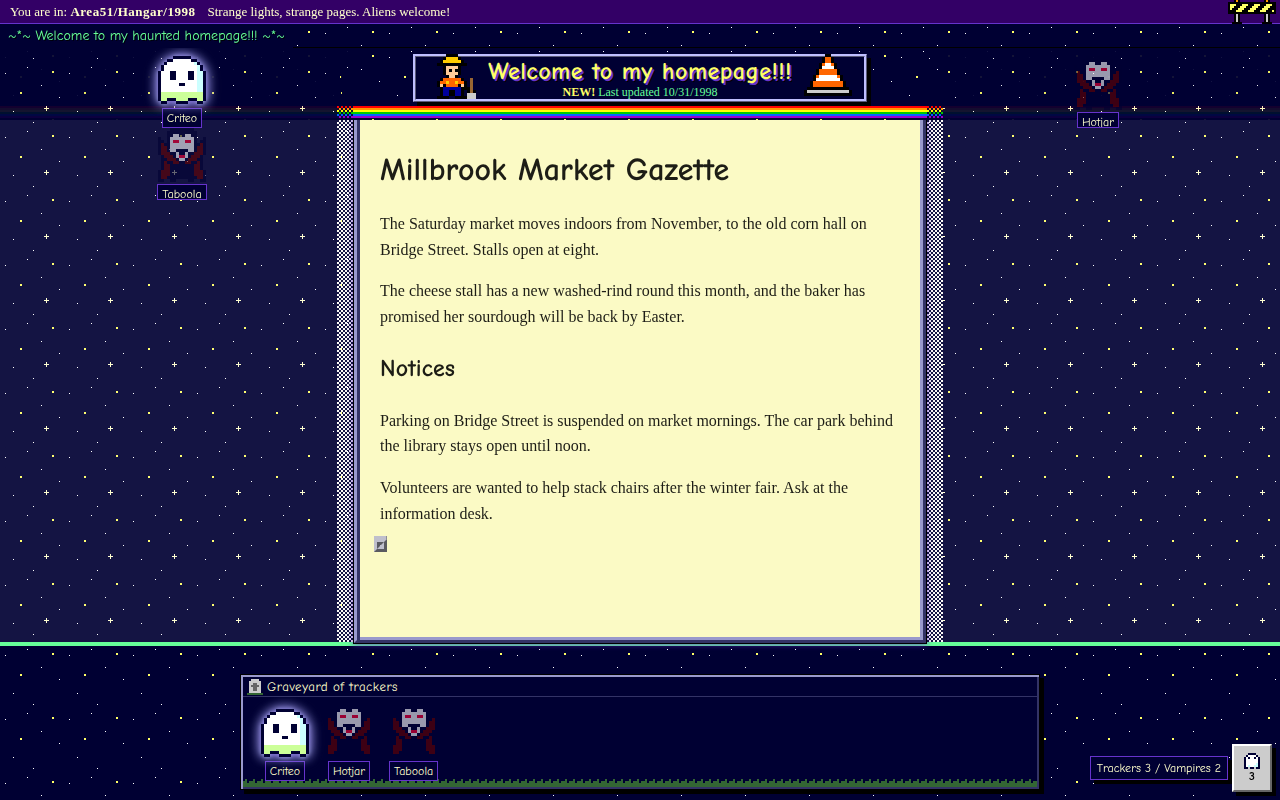 You are in: Area51/Hangar/1998 Strange lights, strange pages. Aliens welcome!
~*~ Welcome to my haunted homepage!!! ~*~
Welcome to my homepage!!!
NEW! Last updated 10/31/1998
Criteo
Hotjar
Taboola
Millbrook Market Gazette
The Saturday market moves indoors from November, to the old corn hall on
Bridge Street. Stalls open at eight.
The cheese stall has a new washed-rind round this month, and the baker has
promised her sourdough will be back by Easter.
Notices
Parking on Bridge Street is suspended on market mornings. The car park behind
the library stays open until noon.
Volunteers are wanted to help stack chairs after the winter fair. Ask at the
information desk.
Graveyard of trackers
Criteo
Hotjar
Taboola
Trackers 3 / Vampires 2
3